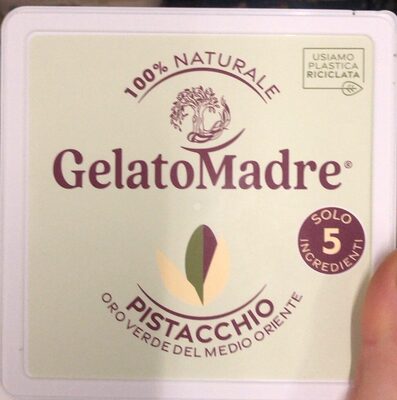 100% NATURALE
USIAMO
PLASTICA
RICICLATA
GelatoMadre®
SOLO
5
INGREDIENTI
PISTACCHIO
ORO VERDE DEL MEDIO ORIENTE